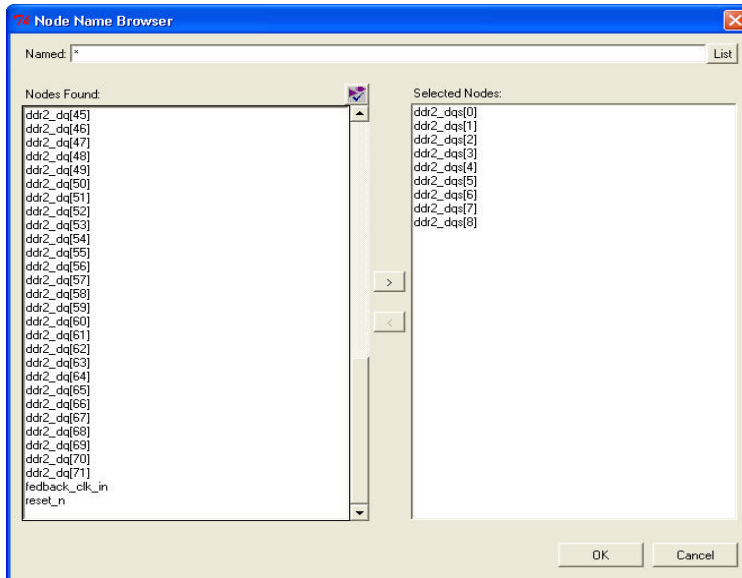 Node Name Browser
Named: * List
Nodes Found:
ddr2_dq[45]
ddr2_dq[46]
ddr2_dq[47]
ddr2_dq[48]
ddr2_dq[49]
ddr2_dq[50]
ddr2_dq[51]
ddr2_dq[52]
ddr2_dq[53]
ddr2_dq[54]
ddr2_dq[55]
ddr2_dq[56]
ddr2_dq[57]
ddr2_dq[58]
ddr2_dq[59]
ddr2_dq[60]
ddr2_dq[61]
ddr2_dq[62]
ddr2_dq[63]
ddr2_dq[64]
ddr2_dq[65]
ddr2_dq[66]
ddr2_dq[67]
ddr2_dq[68]
ddr2_dq[69]
ddr2_dq[70]
ddr2_dq[71]
fedback_clk_in
reset_n
>
<
Selected Nodes:
ddr2_dqs[0]
ddr2_dqs[1]
ddr2_dqs[2]
ddr2_dqs[3]
ddr2_dqs[4]
ddr2_dqs[5]
ddr2_dqs[6]
ddr2_dqs[7]
ddr2_dqs[8]
OK Cancel